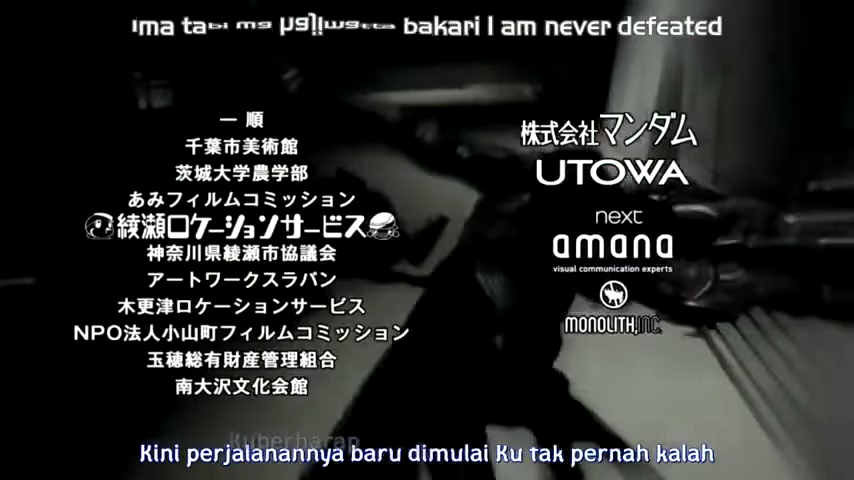 Ima tabi wa hajimatta bakari I am never defeated
一 順
千葉市美術館
茨城大学農学部
あみフィルムコミッション
綾瀬ロケーションサービス
神奈川県綾瀬市協議会
アートワークスラバン
木更津ロケーションサービス
NPO法人小山町フィルムコミッション
玉穂総有財産管理組合
南大沢文化会館
株式会社マンダム
UTOWA
next
amana
visual communication experts
MONOLITH,INC.
Kuberharap
Kini perjalanannya baru dimulai Ku tak pernah kalah